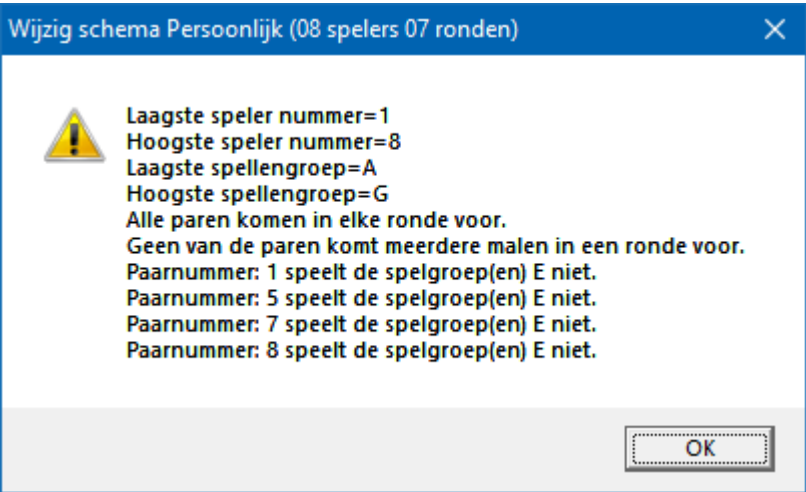 Wijzig schema Persoonlijk (08 spelers 07 ronden)
Laagste speler nummer=1
Hoogste speler nummer=8
Laagste spellengroep=A
Hoogste spellengroep=G
Alle paren komen in elke ronde voor.
Geen van de paren komt meerdere malen in een ronde voor.
Paarnummer: 1 speelt de spelgroep(en) E niet.
Paarnummer: 5 speelt de spelgroep(en) E niet.
Paarnummer: 7 speelt de spelgroep(en) E niet.
Paarnummer: 8 speelt de spelgroep(en) E niet.
OK